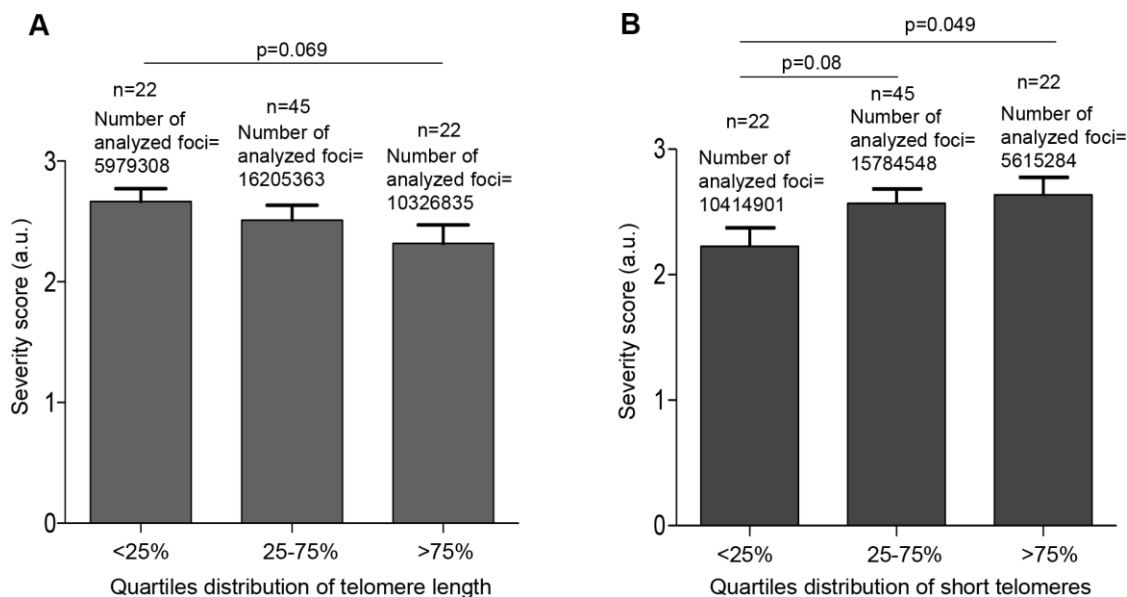 A
p=0.069
n=22
Number of
analyzed foci=
5979308
n=45
Number of
analyzed foci=
16205363
n=22
Number of
analyzed foci=
10326835
3
2
1
0
Severity score (a.u.)
<25%
25-75%
>75%
Quartiles distribution of telomere length
B
p=0.049
p=0.08
n=22
Number of
analyzed foci=
10414901
n=45
Number of
analyzed foci=
15784548
n=22
Number of
analyzed foci=
5615284
3
2
1
0
Severity score (a.u.)
<25%
25-75%
>75%
Quartiles distribution of short telomeres